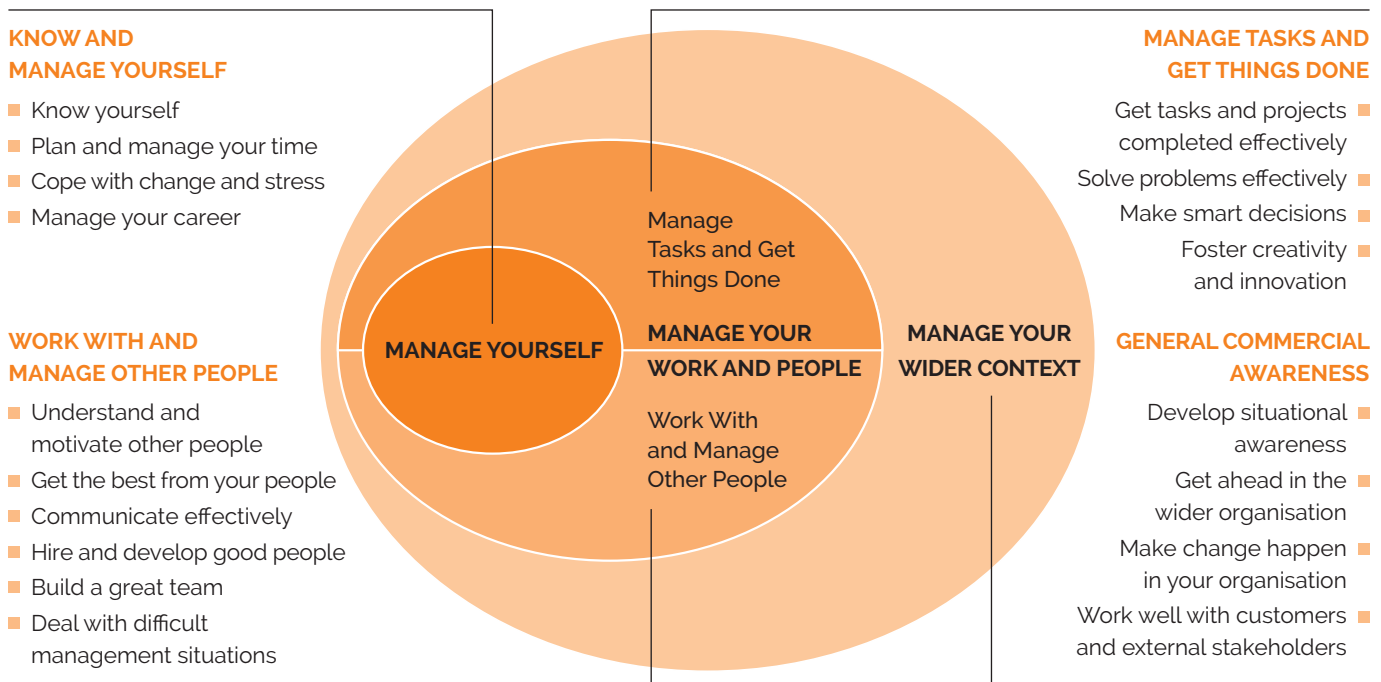 KNOW AND
MANAGE YOURSELF
Know yourself
Plan and manage your time
Cope with change and stress
Manage your career
WORK WITH AND
MANAGE OTHER PEOPLE
Understand and
motivate other people
Get the best from your people
Communicate effectively
Hire and develop good people
Build a great team
Deal with difficult
management situations
MANAGE YOURSELF
Manage
Tasks and Get
Things Done
MANAGE YOUR
WORK AND PEOPLE
Work With
and Manage
Other People
MANAGE YOUR
WIDER CONTEXT
MANAGE TASKS AND
GET THINGS DONE
Get tasks and projects
completed effectively
Solve problems effectively
Make smart decisions
Foster creativity
and innovation
GENERAL COMMERCIAL
AWARENESS
Develop situational
awareness
Get ahead in the
wider organisation
Make change happen
in your organisation
Work well with customers
and external stakeholders